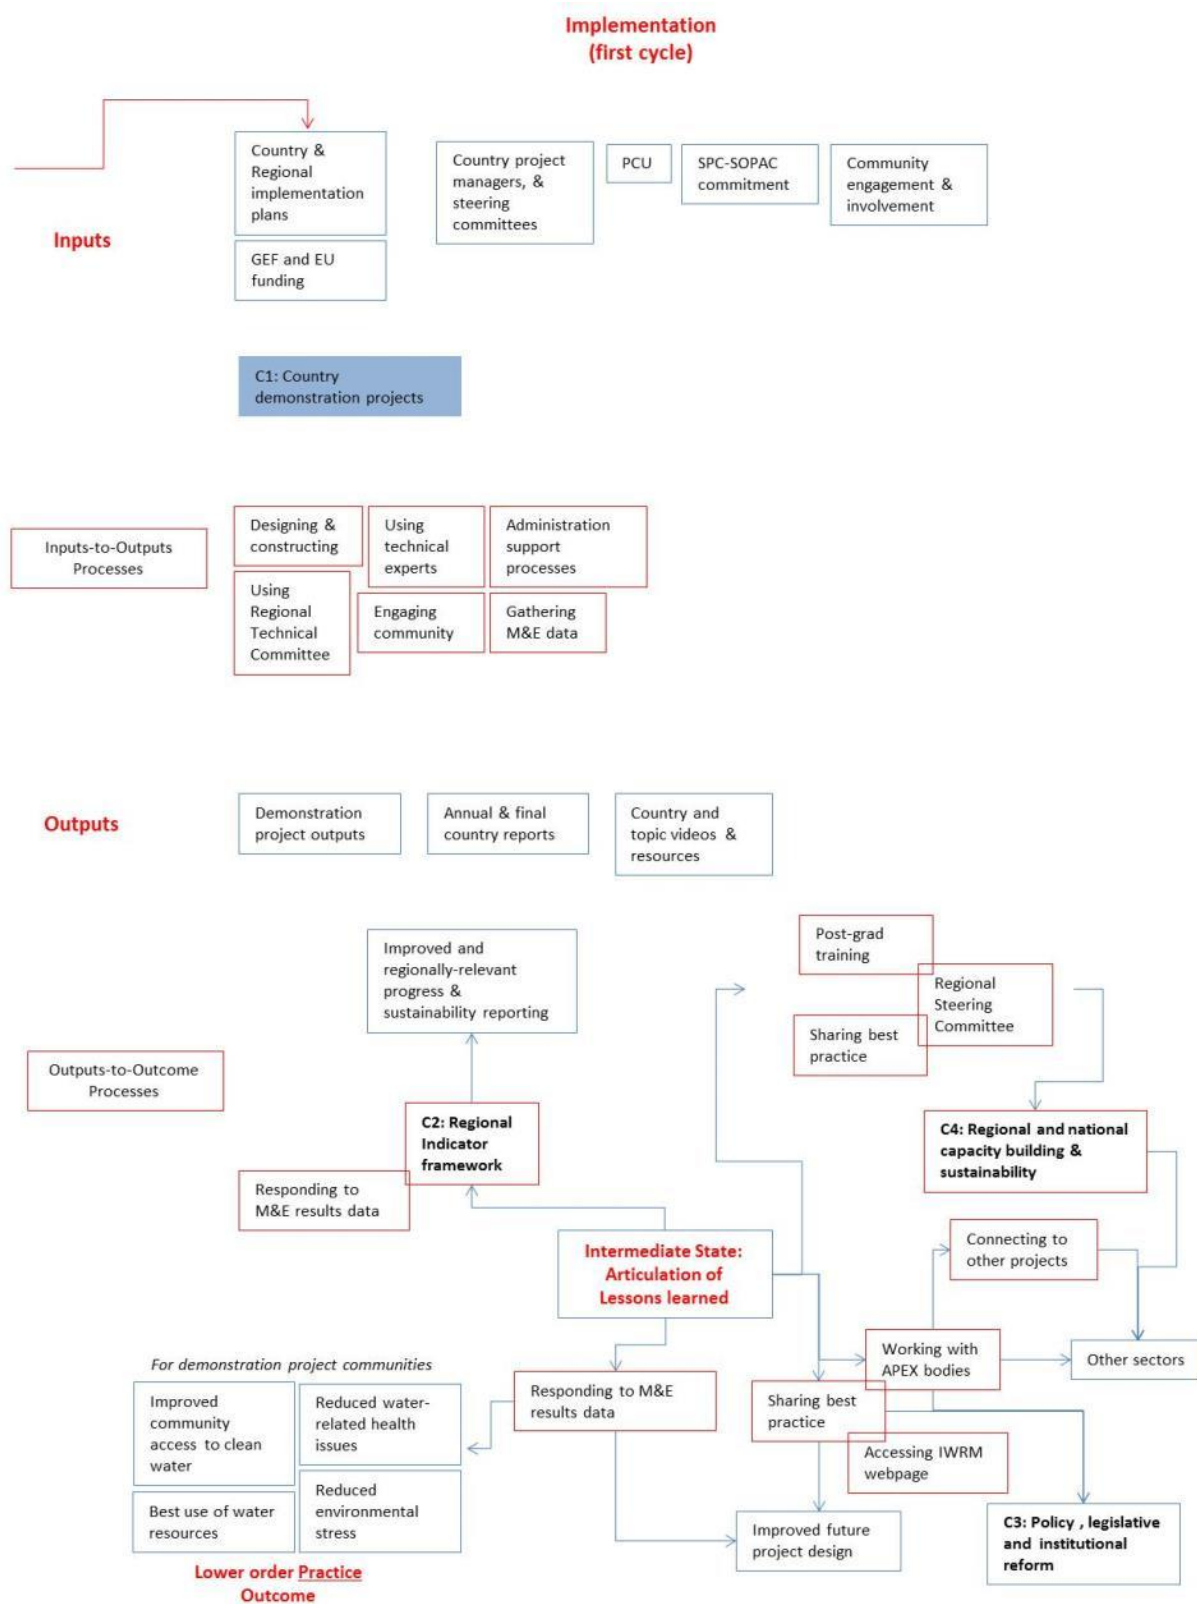 Implementation
(first cycle)
Inputs
Country &
Regional
implementation
plans
Country project
managers, &
steering
committees
PCU
SPC-SOPAC
commitment
Community
engagement &
involvement
GEF and EU
funding
C1: Country
demonstration projects
Inputs-to-Outputs
Processes
Designing &
constructing
Using
technical
experts
Administration
support
processes
Using
Regional
Technical
Committee
Engaging
community
Gathering
M&E data
Outputs
Demonstration
project outputs
Annual & final
country reports
Country and
topic videos &
resources
Improved and
regionally-relevant
progress &
sustainability reporting
Post-grad
training
Regional
Steering
Committee
Sharing best
practice
Outputs-to-Outcome
Processes
C2: Regional
Indicator
framework
Responding to
M&E results data
C4: Regional and national
capacity building &
sustainability
Intermediate State:
Articulation of
Lessons learned
Connecting to
other projects
Working with
APEX bodies
Other sectors
For demonstration project communities
Improved
community
access to clean
water
Reduced water-
related health
issues
Responding to M&E
results data
Sharing best
practice
Accessing IWRM
webpage
Best use of water
resources
Reduced
environmental
stress
Improved future
project design
C3: Policy , legislative
and institutional
reform
Lower order Practice
Outcome